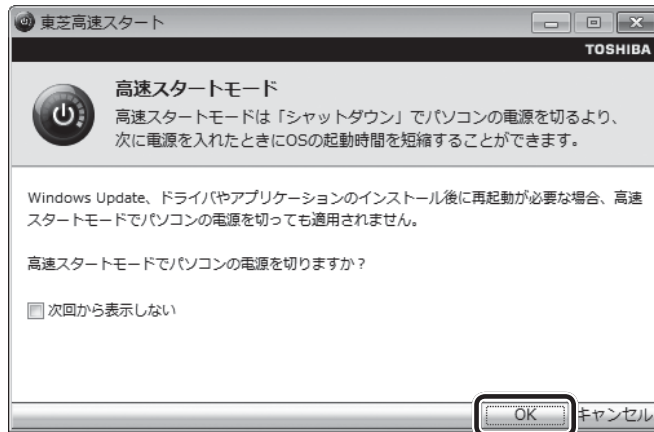 東芝高速スタート
TOSHIBA
高速スタートモード
高速スタートモードは「シャットダウン」でパソコンの電源を切るより、
次に電源を入れたときにOSの起動時間を短縮することができます。
Windows Update、ドライバやアプリケーションのインストール後に再起動が必要な場合、高速
スタートモードでパソコンの電源を切っても適用されません。
高速スタートモードでパソコンの電源を切りますか?
次回から表示しない
OK
キャンセル